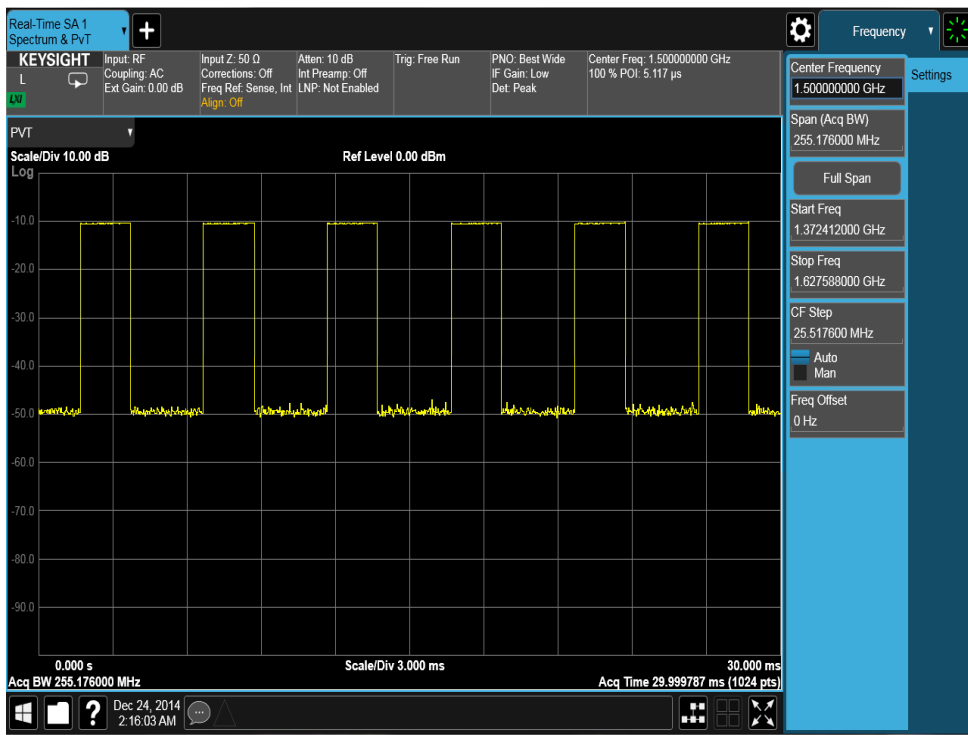 Real-Time SA 1
Spectrum & PvT
Frequency
KEYSIGHT
L
LXI
Input: RF
Coupling: AC
Ext Gain: 0.00 dB
Input Z: 50 Ω
Corrections: Off
Freq Ref: Sense, Int
Align: Off
Atten: 10 dB
Int Preamp: Off
LNP: Not Enabled
Trig: Free Run
PNO: Best Wide
IF Gain: Low
Det: Peak
Center Freq: 1.500000000 GHz
100 % POI: 5.117 µs
PVT
Scale/Div 10.00 dB
Ref Level 0.00 dBm
Log
-10.0
-20.0
-30.0
-40.0
-50.0
-60.0
-70.0
-80.0
-90.0
0.000 s
Scale/Div 3.000 ms
30.000 ms
Acq BW 255.176000 MHz
Acq Time 29.999787 ms (1024 pts)
Center Frequency
1.500000000 GHz
Settings
Span (Acq BW)
255.176000 MHz
Full Span
Start Freq
1.372412000 GHz
Stop Freq
1.627588000 GHz
CF Step
25.517600 MHz
Auto
Man
Freq Offset
0 Hz
?
Dec 24, 2014
2:16:03 AM